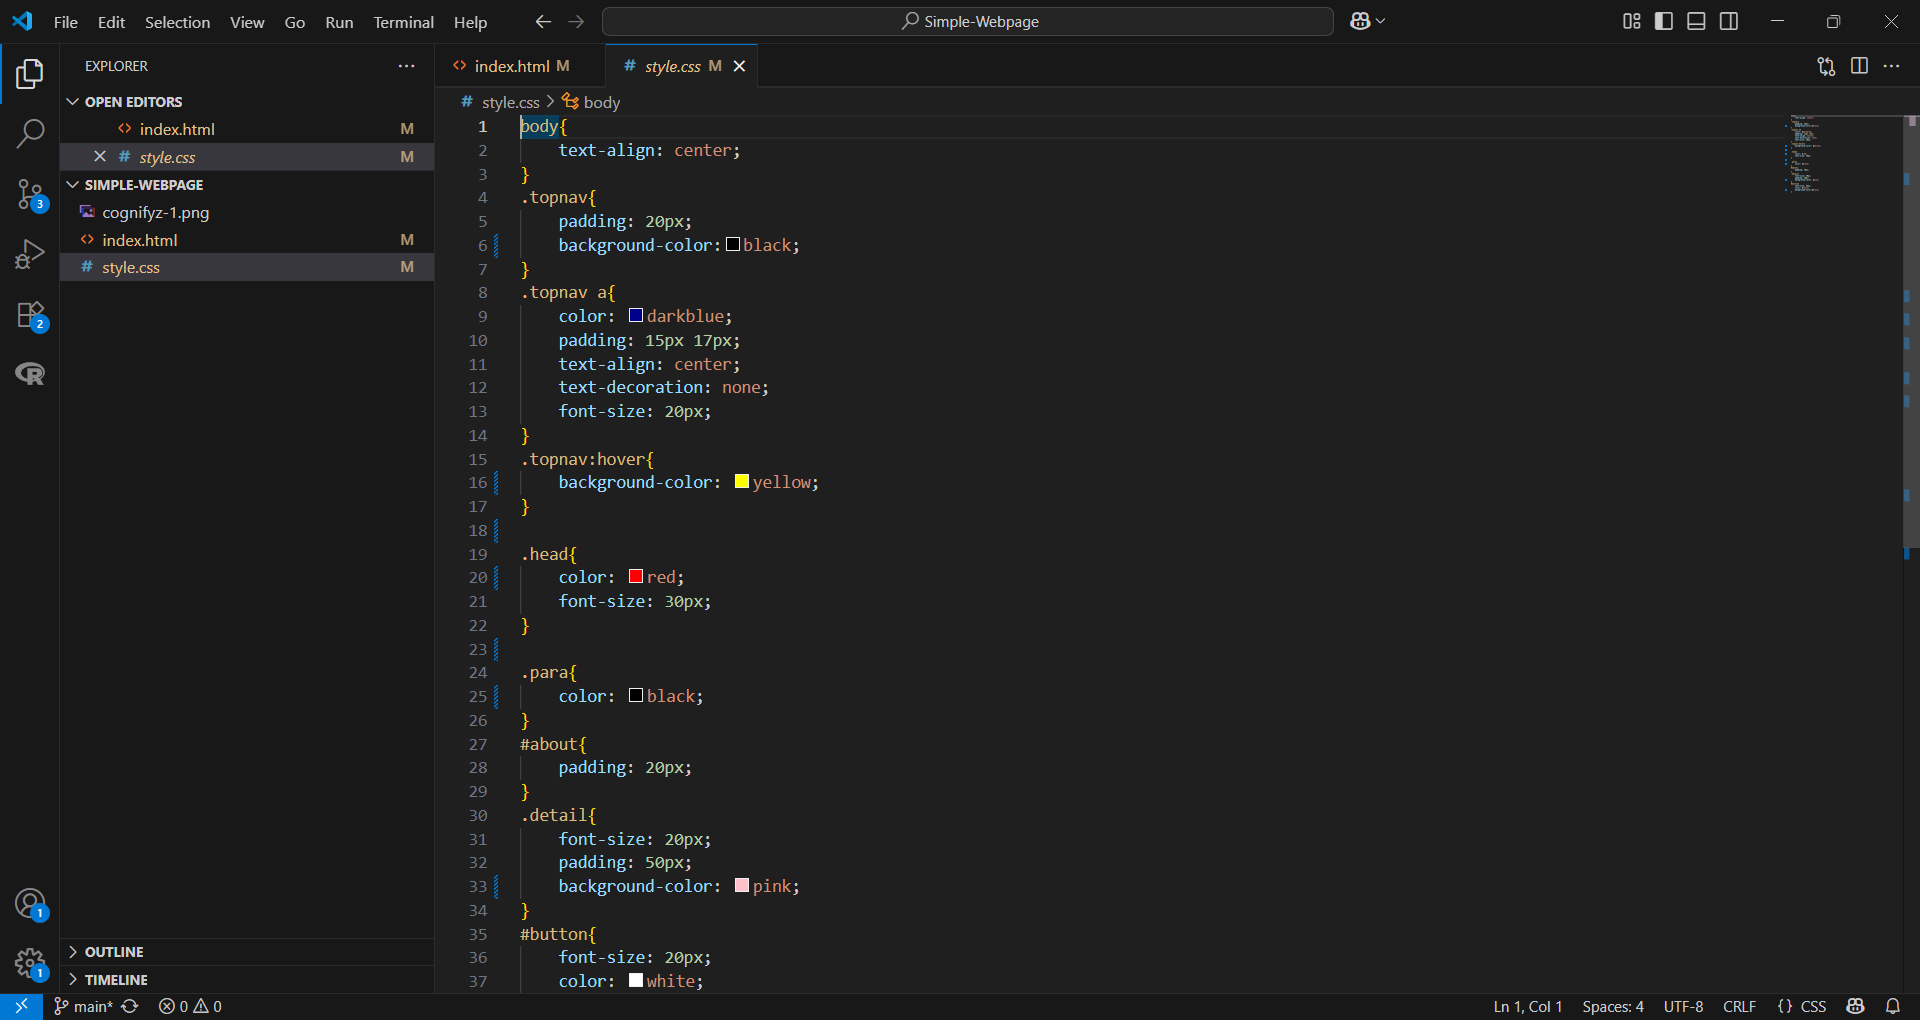 File Edit Selection View Go Run Terminal Help Simple-Webpage
EXPLORER
OPEN EDITORS
index.html M
style.css M
SIMPLE-WEBPAGE
cognifyz-1.png
index.html M
style.css M
3
2
1
1
OUTLINE
TIMELINE
index.html M
# style.css M
# style.css > body
1 body{
2 text-align: center;
3 }
4 .topnav{
5 padding: 20px;
6 background-color: black;
7 }
8 .topnav a{
9 color: darkblue;
10 padding: 15px 17px;
11 text-align: center;
12 text-decoration: none;
13 font-size: 20px;
14 }
15 .topnav:hover{
16 background-color: yellow;
17 }
18
19 .head{
20 color: red;
21 font-size: 30px;
22 }
23
24 .para{
25 color: black;
26 }
27 #about{
28 padding: 20px;
29 }
30 .detail{
31 font-size: 20px;
32 padding: 50px;
33 background-color: pink;
34 }
35 #button{
36 font-size: 20px;
37 color: white;
main* 0 0 Ln 1, Col 1 Spaces: 4 UTF-8 CRLF {} CSS